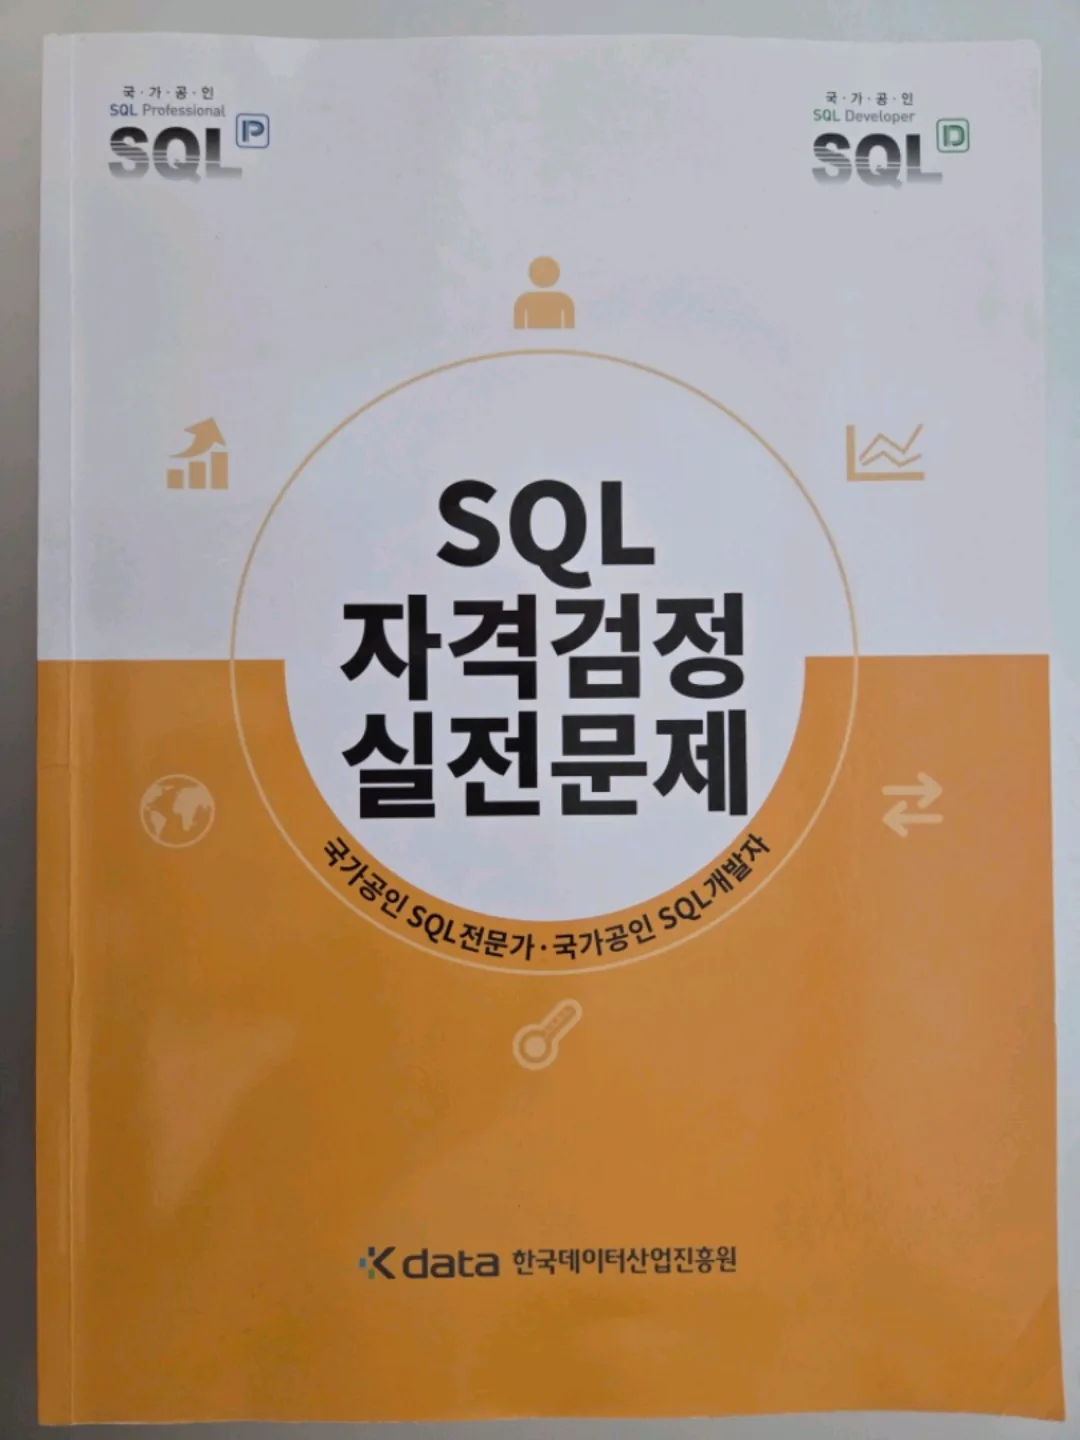 국·가·공·인
SQL Professional
SQL P
국·가·공·인
SQL Developer
SQL D
SQL
자격검정
실전문제
국가공인 SQL전문가·국가공인 SQL개발자
Kdata 한국데이터산업진흥원